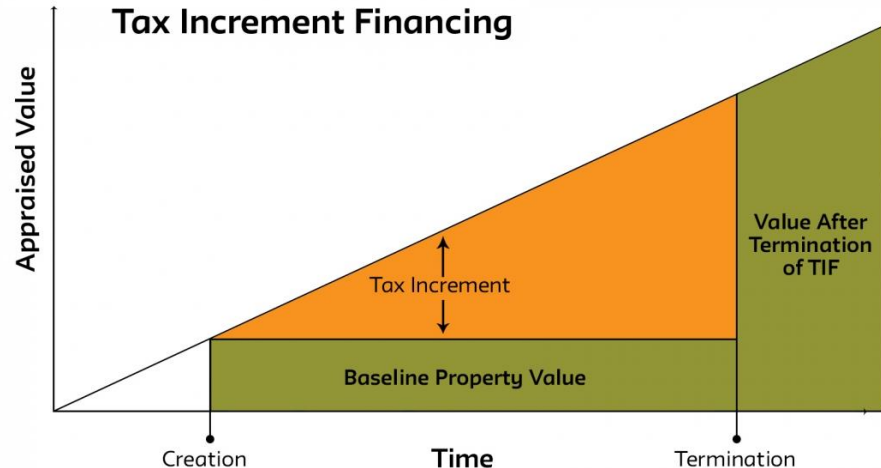 Tax Increment Financing
Appraised Value
Tax Increment
Value After
Termination
of TIF
Baseline Property Value
Creation
Time
Termination